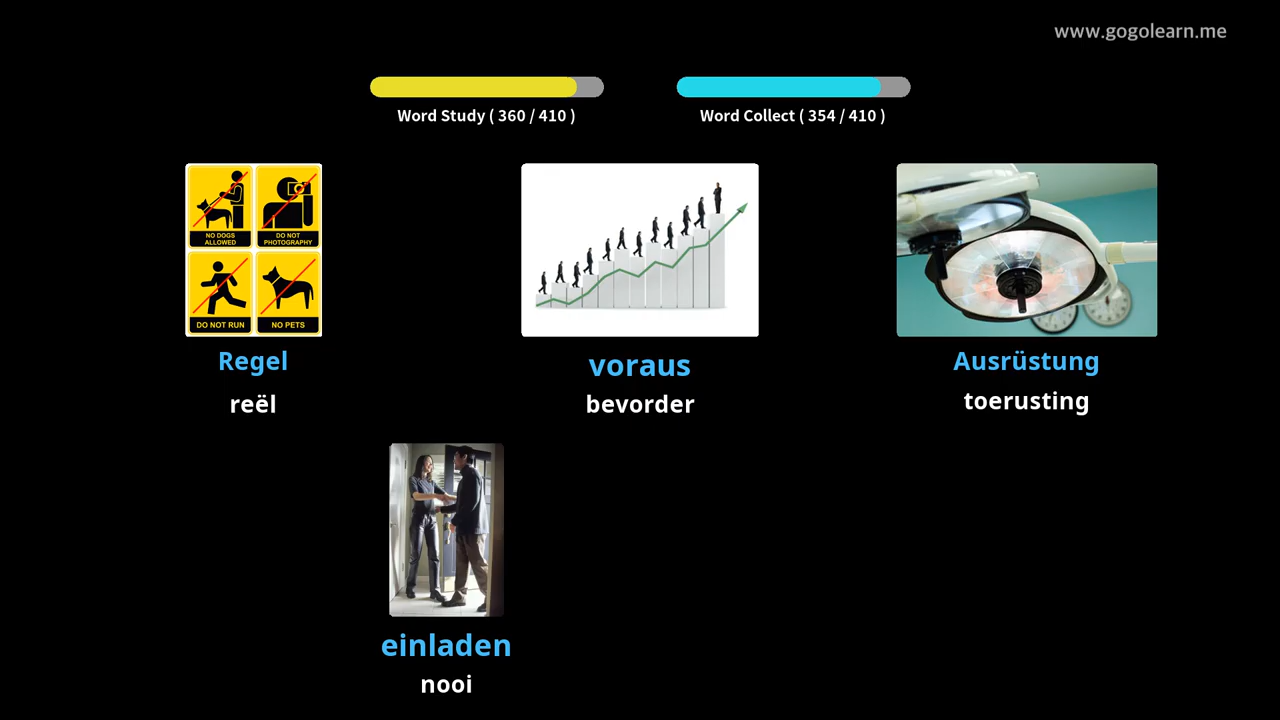 www.gogolearn.me
Word Study ( 360 / 410 )
Word Collect ( 354 / 410 )
NO DOGS
ALLOWED
DO NOT
PHOTOGRAPHY
DO NOT RUN
NO PETS
Regel
reël
voraus
bevorder
Ausrüstung
toerusting
einladen
nooi